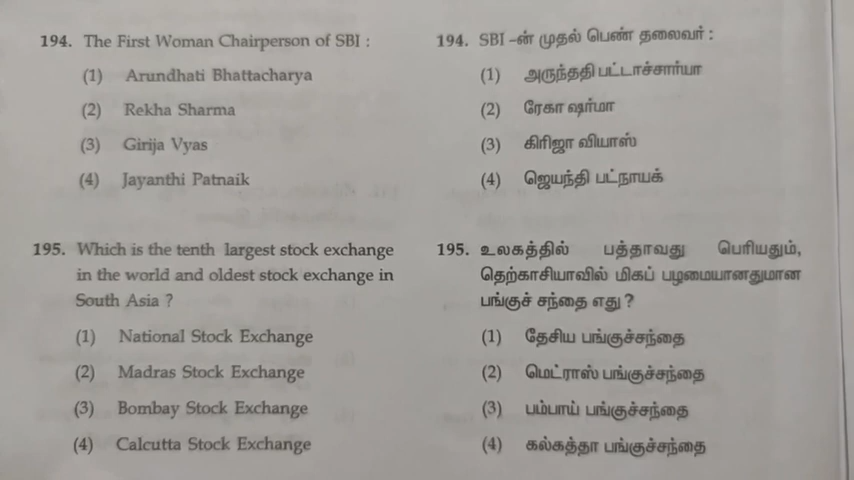 194. The First Woman Chairperson of SBI :
(1) Arundhati Bhattacharya
(2) Rekha Sharma
(3) Girija Vyas
(4) Jayanthi Patnaik
195. Which is the tenth largest stock exchange
in the world and oldest stock exchange in
South Asia ?
(1) National Stock Exchange
(2) Madras Stock Exchange
(3) Bombay Stock Exchange
(4) Calcutta Stock Exchange
194. SBI –ன் முதல் பெண் தலைவர் :
(1) அருந்ததி பட்டாச்சார்யா
(2) ரேகா ஷர்மா
(3) கிரிஜா வியாஸ்
(4) ஜெயந்தி பட்நாயக்
195. உலகத்தில் பத்தாவது பெரியதும்,
தெற்காசியாவில் மிகப் பழமையானதுமான
பங்குச் சந்தை எது ?
(1) தேசிய பங்குச்சந்தை
(2) மெட்ராஸ் பங்குச்சந்தை
(3) பம்பாய் பங்குச்சந்தை
(4) கல்கத்தா பங்குச்சந்தை